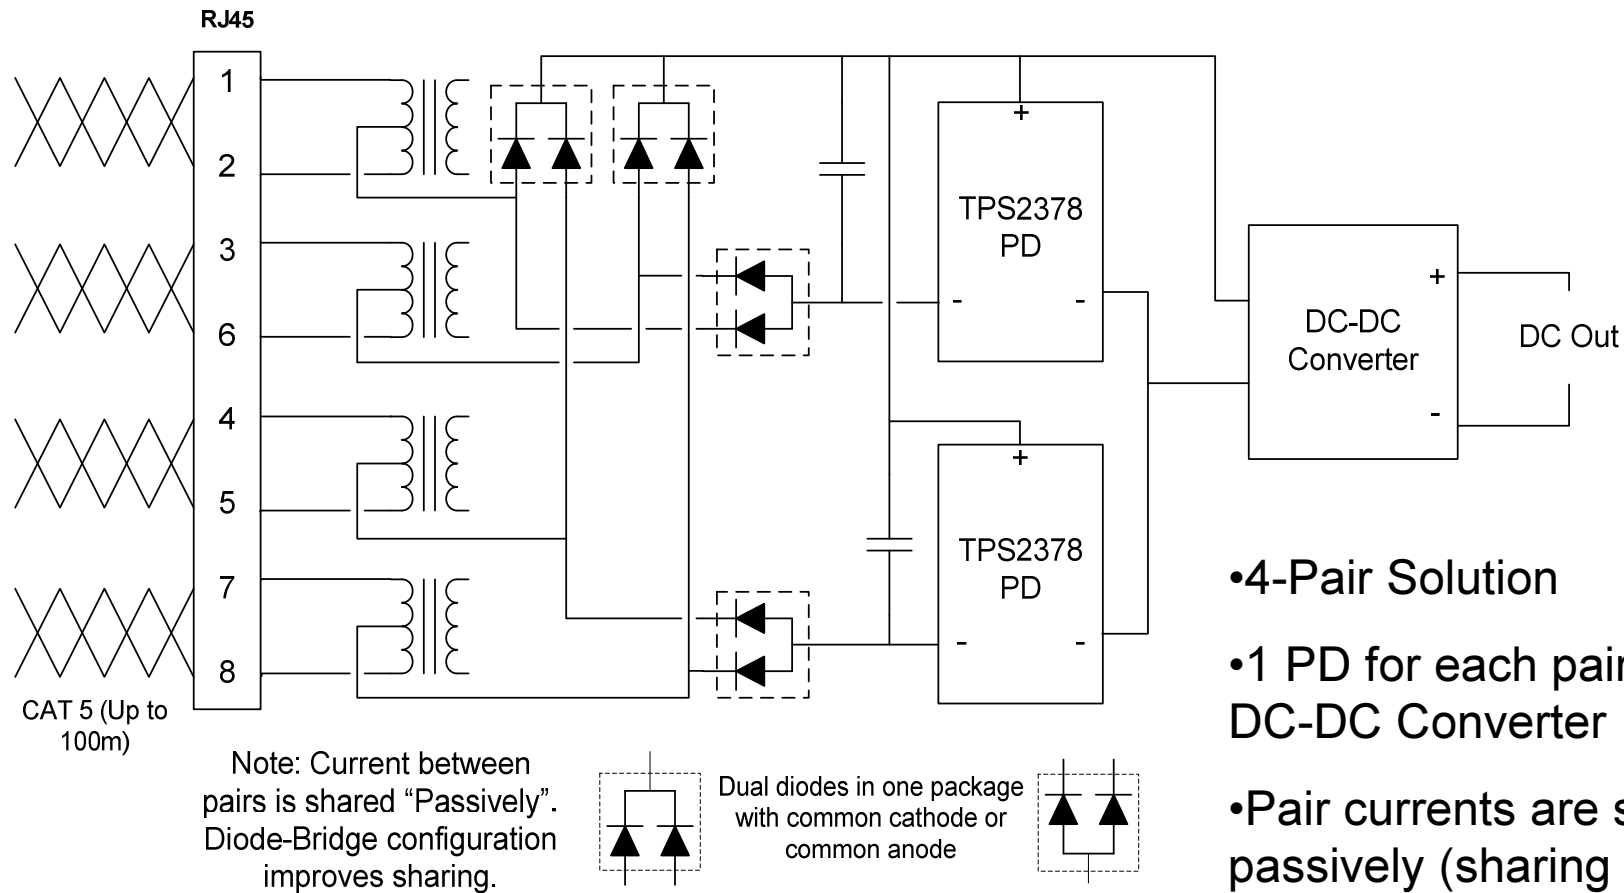 RJ45
1
2
3
6
4
5
7
8
CAT 5 (Up to
100m)
+
TPS2378
PD
-
-
+
TPS2378
PD
-
-
DC-DC
Converter
+
-
DC Out
Note: Current between
pairs is shared “Passively”.
Diode-Bridge configuration
improves sharing.
Dual diodes in one package
with common cathode or
common anode
•4-Pair Solution
•1 PD for each pair
DC-DC Converter
•Pair currents are
passively (sharing